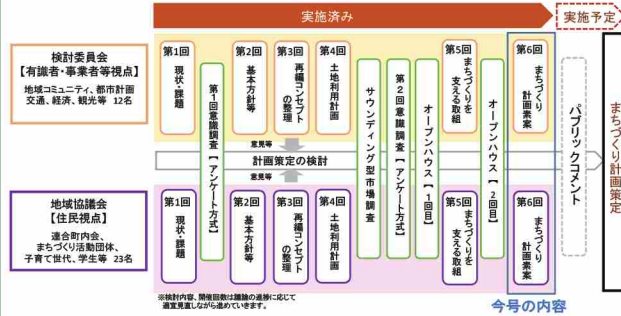 実施済み
実施予定
検討委員会
【有識者・事業者等視点】
地域コミュニティ、都市計画
交通、経済、観光等 12名
第1回
現状・課題
第1回意識調査【アンケート方式】
第2回
基本方針等
第3回
再編コンセプト
の整理
第4回
土地利用計画
サウンディング型市場調査
第2回意識調査【アンケート方式】
オープンハウス【1回目】
第5回
まちづくりを
支える取組
オープンハウス【2回目】
第6回
まちづくり
計画素案
パブリックコメント
まちづくり計画策定
意見等
計画策定の検討
意見等
地域協議会
【住民視点】
連合町内会、
まちづくり活動団体、
子育て世代、学生等 23名
第1回
現状・課題
第2回
基本方針等
第3回
再編コンセプト
の整理
第4回
土地利用計画
第5回
まちづくりを
支える取組
第6回
まちづくり
計画素案
※検討内容、開催回数は議論の進捗に応じて
適宜見直しながら進めていきます。
今号の内容